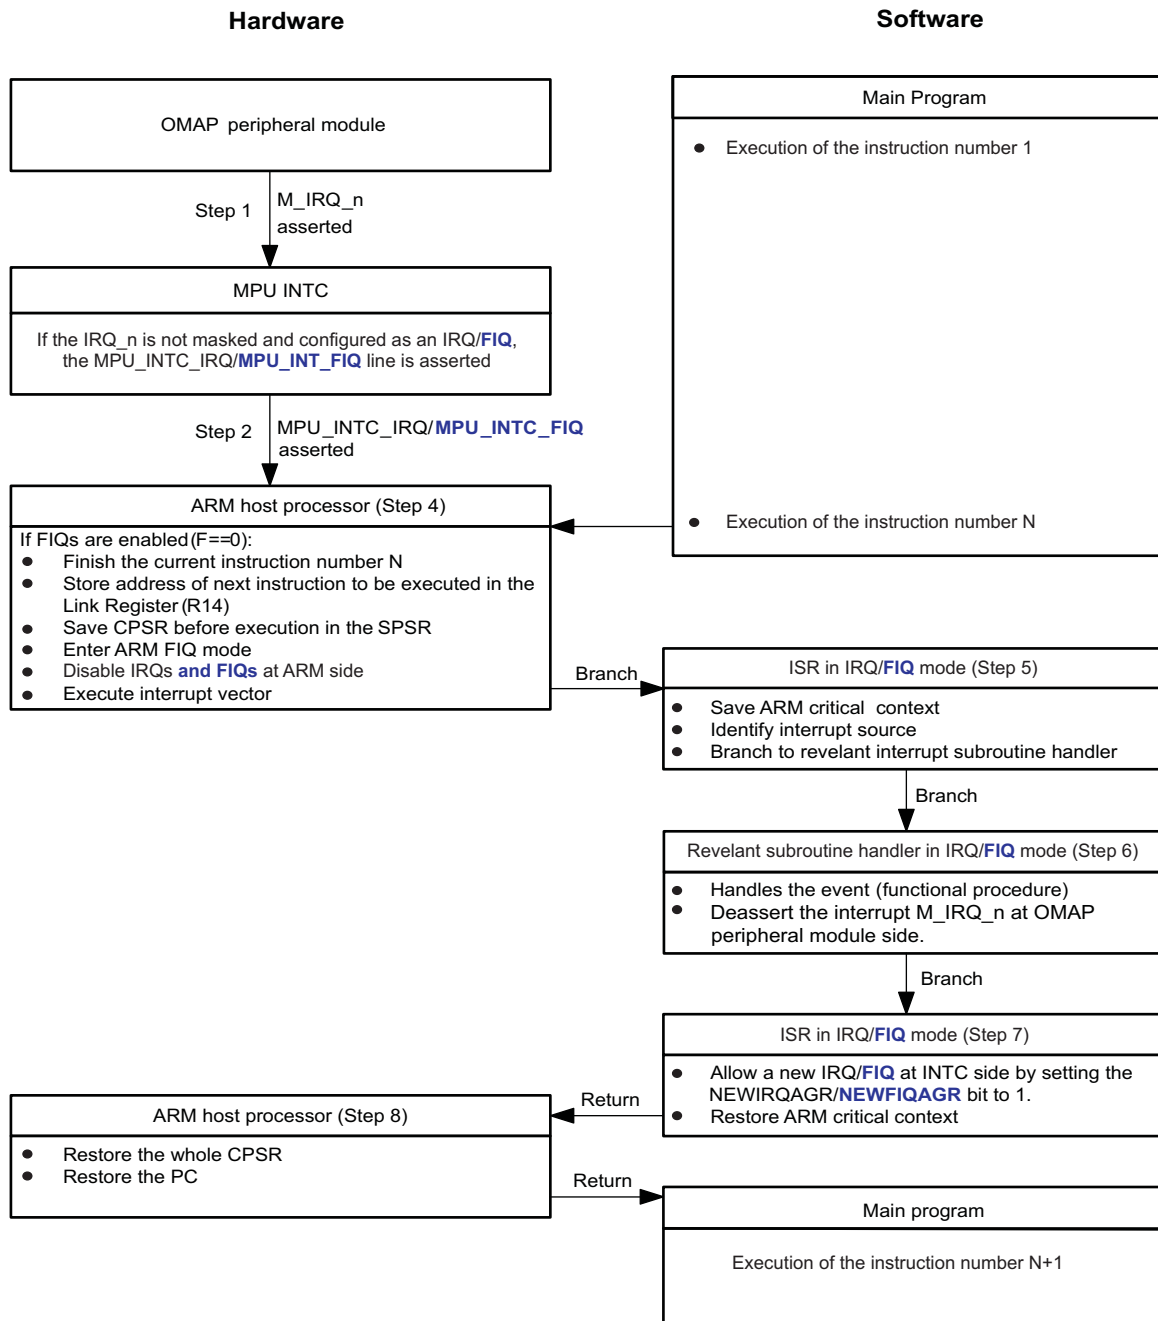 Hardware
Software
OMAP peripheral module
Main Program
Execution of the instruction number 1
Step 1
M_IRQ_n
asserted
MPU INTC
If the IRQ_n is not masked and configured as an IRQ/FIQ,
the MPU_INTC_IRQ/MPU_INT_FIQ line is asserted
Step 2
MPU_INTC_IRQ/MPU_INTC_FIQ
asserted
ARM host processor (Step 4)
If FIQs are enabled(F==0):
● Finish the current instruction number N
● Store address of next instruction to be executed in the
Link Register(R14)
● Save CPSR before execution in the SPSR
● Enter ARM FIQ mode
● Disable IRQs and FIQs at ARM side
● Execute interrupt vector
● Execution of the instruction number N
Branch
ISR in IRQ/FIQ mode (Step 5)
● Save ARM critical context
● Identify interrupt source
● Branch to revelant interrupt subroutine handler
Branch
Revelant subroutine handler in IRQ/FIQ mode (Step 6)
● Handles the event (functional procedure)
● Deassert the interrupt M_IRQ_n at OMAP
peripheral module side.
Branch
ISR in IRQ/FIQ mode (Step 7)
● Allow a new IRQ/FIQ at INTC side by setting the
NEWIRQAGR/NEWFIQAGR bit to 1.
● Restore ARM critical context
Return
ARM host processor (Step 8)
● Restore the whole CPSR
● Restore the PC
Return
Main program
Execution of the instruction number N+1